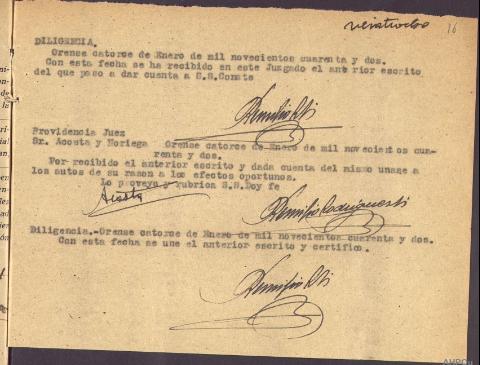 veintiocho 16
DILIGENCIA.
Orense catorce de Enero de mil novecientos cuarenta y dos.
Con esta fecha se ha recibido en este Juzgado el anterior escrito
del que paso a dar cuenta a S.S. Conste
Providencia Juez
Sr. Acosta y Noriega Orense catorce de Enero de mil novecientos cua-
renta y dos.
Por recibido el anterior escrito y dada cuenta del mismo unase a
los autos de su razon a los efectos oportunos.
Lo proveyo y rubrica S.S. Doy fe
Acosta
Diligencia.-Orense catorce de Enero de mil novecientos cuarenta y dos.
Con esta fecha se une el anterior escrito y certifico.